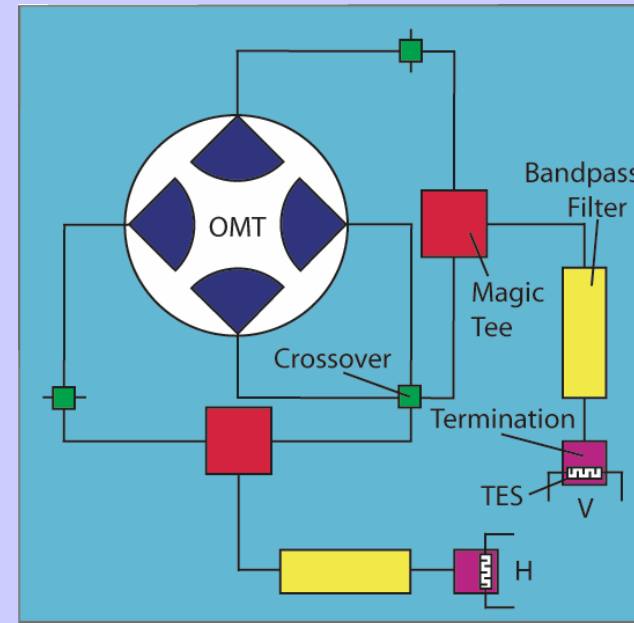 Bandpass
Filter
OMT
Magic
Tee
Crossover
Termination
TES
V
H